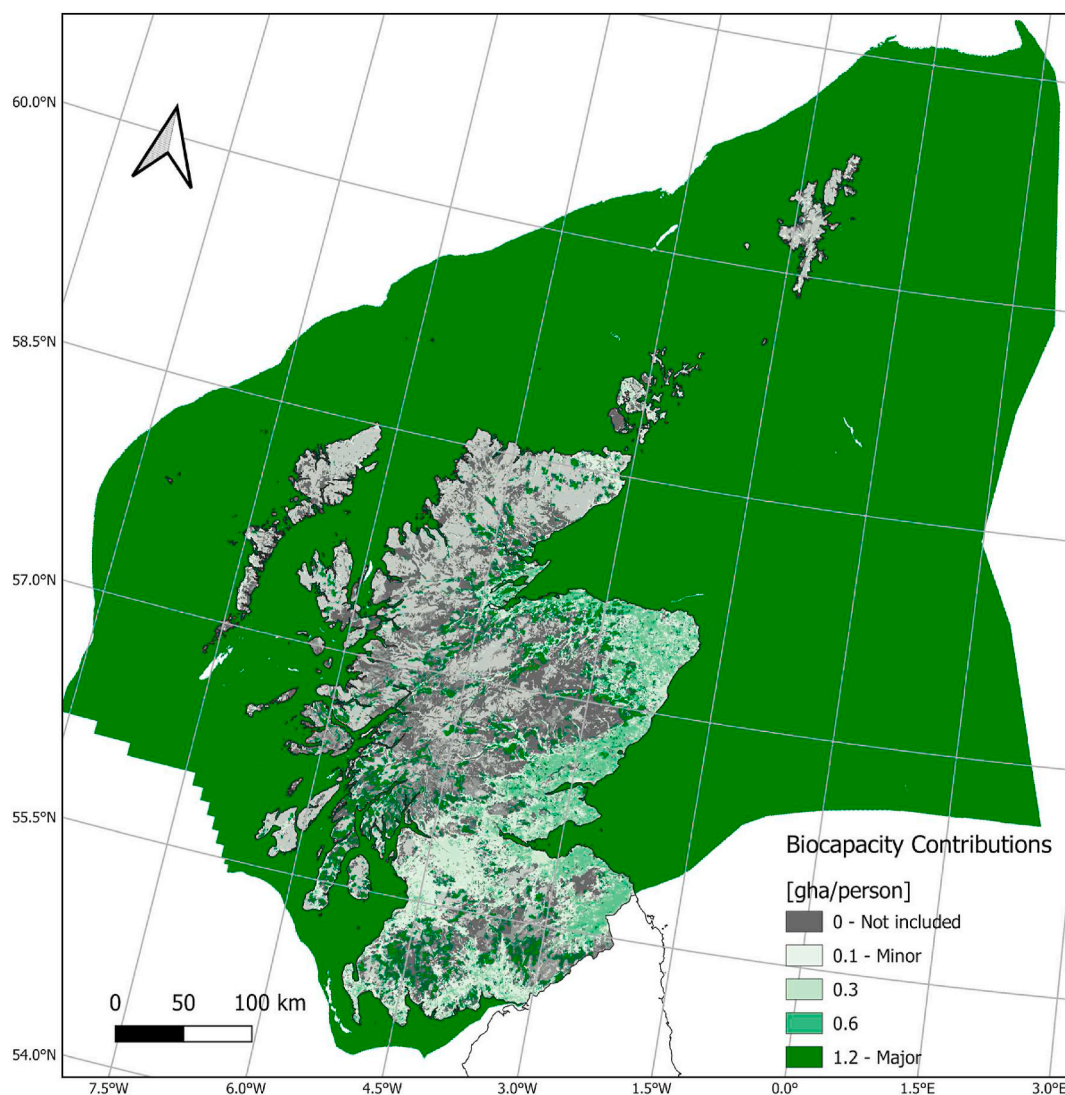 60.0°N
58.5°N
57.0°N
55.5°N
54.0°N
Biocapacity Contributions
[gha/person]
0 - Not included
0.1 - Minor
0.3
0.6
1.2 - Major
0 50 100 km
7.5°W 6.0°W 4.5°W 3.0°W 1.5°W 0.0° 1.5°E 3.0°E